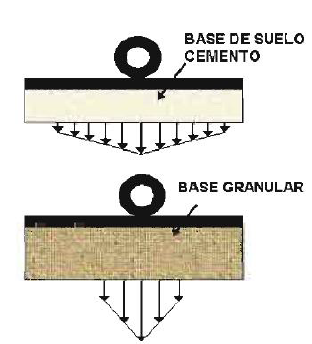 BASE DE SUELO
CEMENTO
BASE GRANULAR